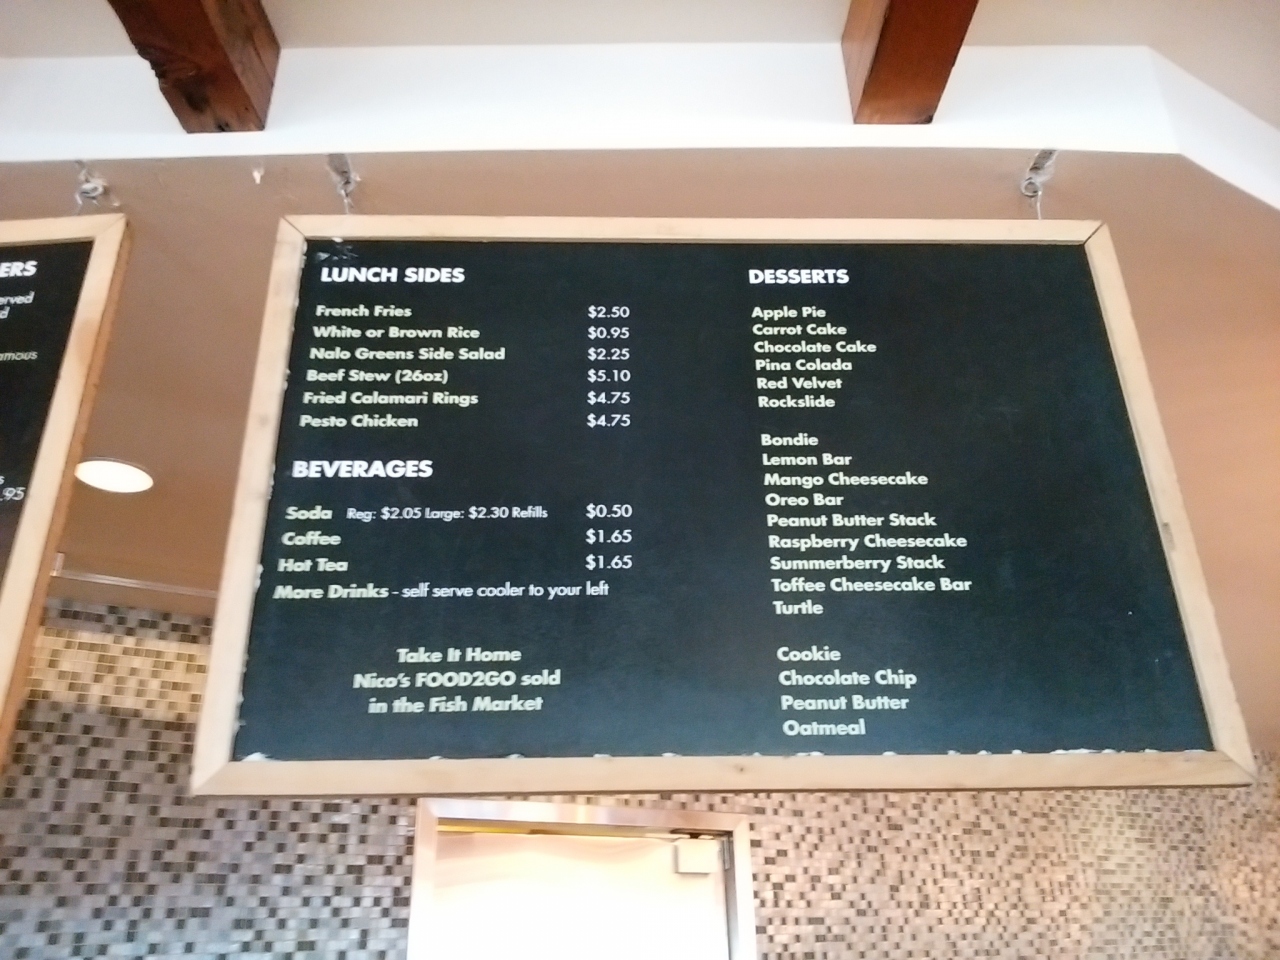 ERS
erved
d
amous
s
.95
LUNCH SIDES
French Fries $2.50
White or Brown Rice $0.95
Nalo Greens Side Salad $2.25
Beef Stew (26oz) $5.10
Fried Calamari Rings $4.75
Pesto Chicken $4.75
BEVERAGES
Soda Reg: $2.05 Large: $2.30 Refills $0.50
Coffee $1.65
Hot Tea $1.65
More Drinks - self serve cooler to your left
Take It Home
Nico's FOOD2GO sold
in the Fish Market
DESSERTS
Apple Pie
Carrot Cake
Chocolate Cake
Pina Colada
Red Velvet
Rockslide
Bondie
Lemon Bar
Mango Cheesecake
Oreo Bar
Peanut Butter Stack
Raspberry Cheesecake
Summerberry Stack
Toffee Cheesecake Bar
Turtle
Cookie
Chocolate Chip
Peanut Butter
Oatmeal